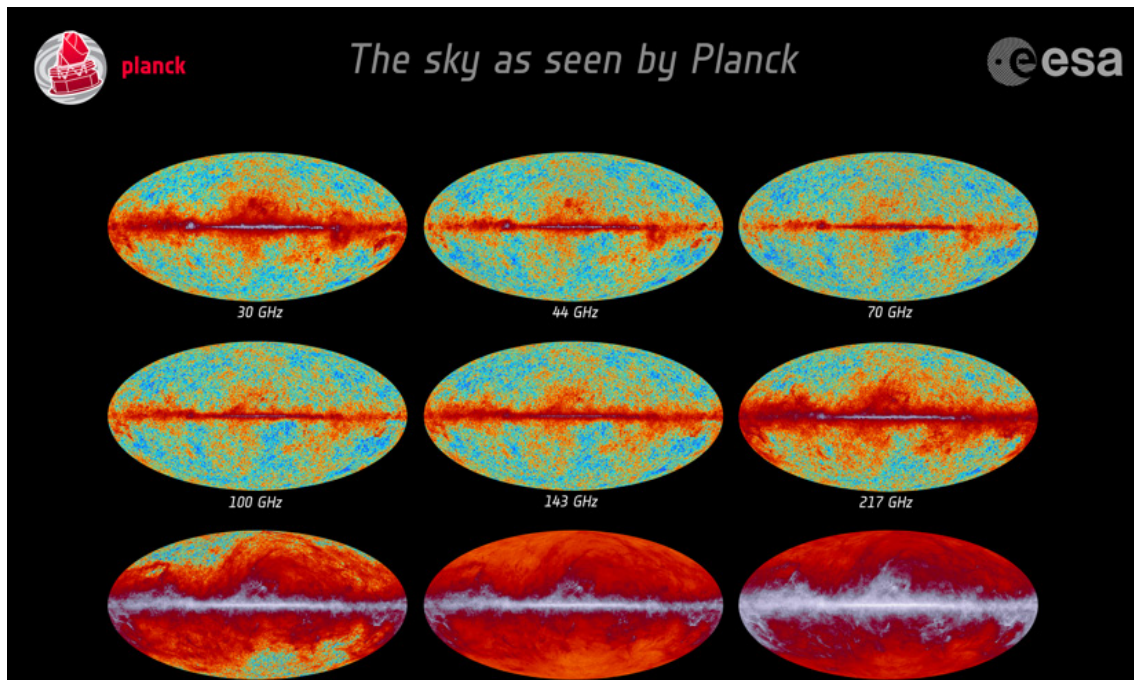 planck
The sky as seen by Planck
esa
30 GHz
44 GHz
70 GHz
100 GHz
143 GHz
217 GHz